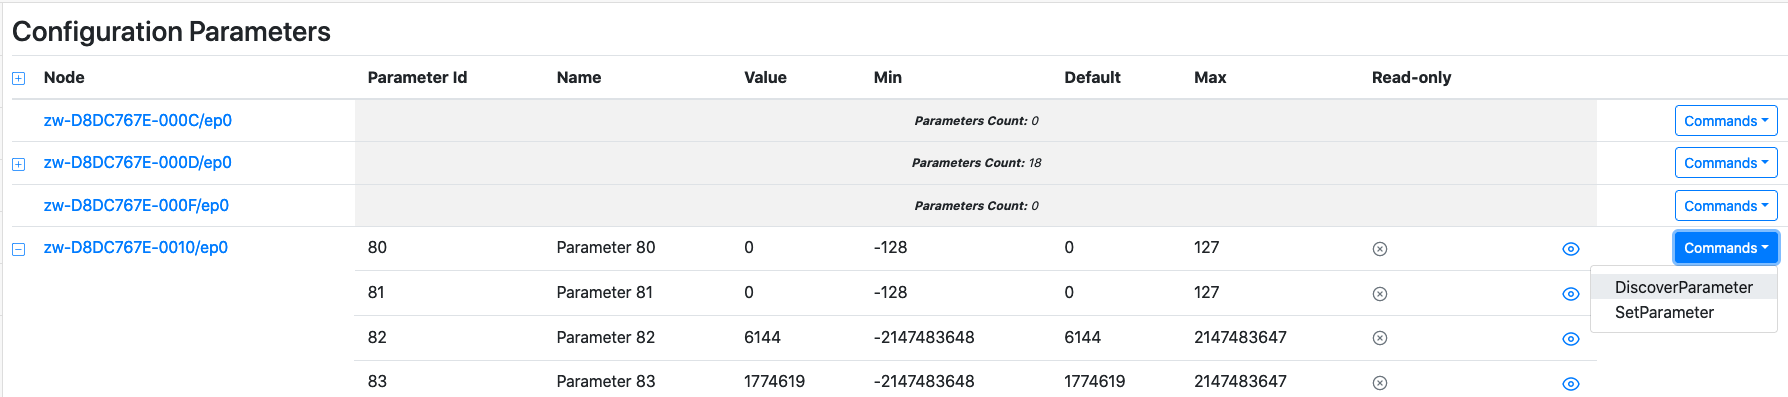 Configuration Parameters
Node Parameter Id Name Value Min Default Max Read-only
zw-D8DC767E-000C/ep0 Parameters Count: 0 Commands
zw-D8DC767E-000D/ep0 Parameters Count: 18 Commands
zw-D8DC767E-000F/ep0 Parameters Count: 0 Commands
zw-D8DC767E-0010/ep0 80 Parameter 80 0 -128 0 127 Commands
81 Parameter 81 0 -128 0 127 DiscoverParameter
SetParameter
82 Parameter 82 6144 -2147483648 6144 2147483647
83 Parameter 83 1774619 -2147483648 1774619 2147483647